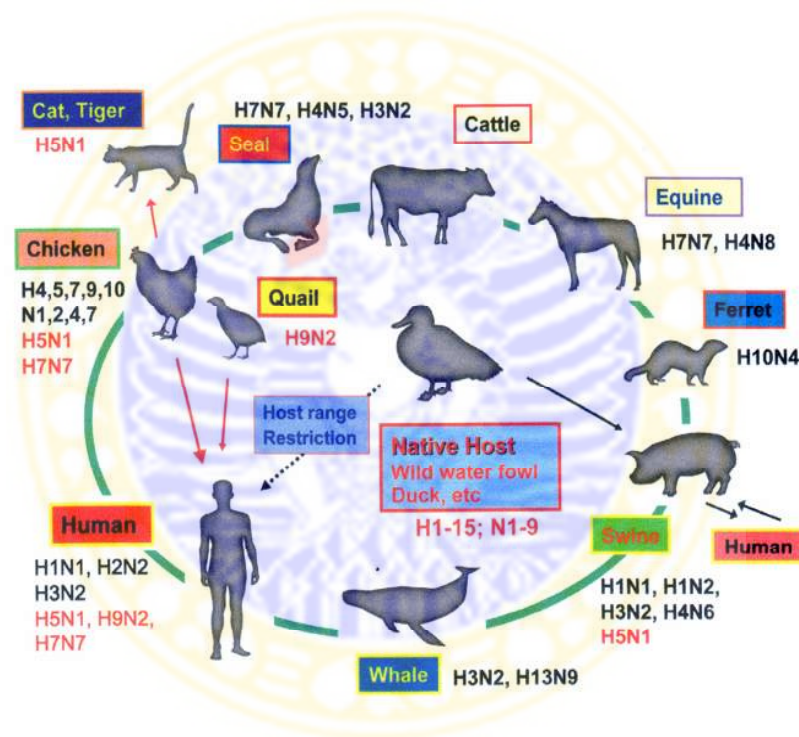 Cat, Tiger
H5N1
H7N7, H4N5, H3N2
Seal
Cattle
Equine
H7N7, H4N8
Chicken
H4,5,7,9,10
N1,2,4,7
H5N1
H7N7
Quail
H9N2
Ferret
H10N4
Host range
Restriction
Native Host
Wild water fowl
Duck, etc
H1-15; N1-9
Human
H1N1, H2N2
H3N2
H5N1, H9N2,
H7N7
Swine
Human
H1N1, H1N2,
H3N2, H4N6
H5N1
Whale
H3N2, H13N9